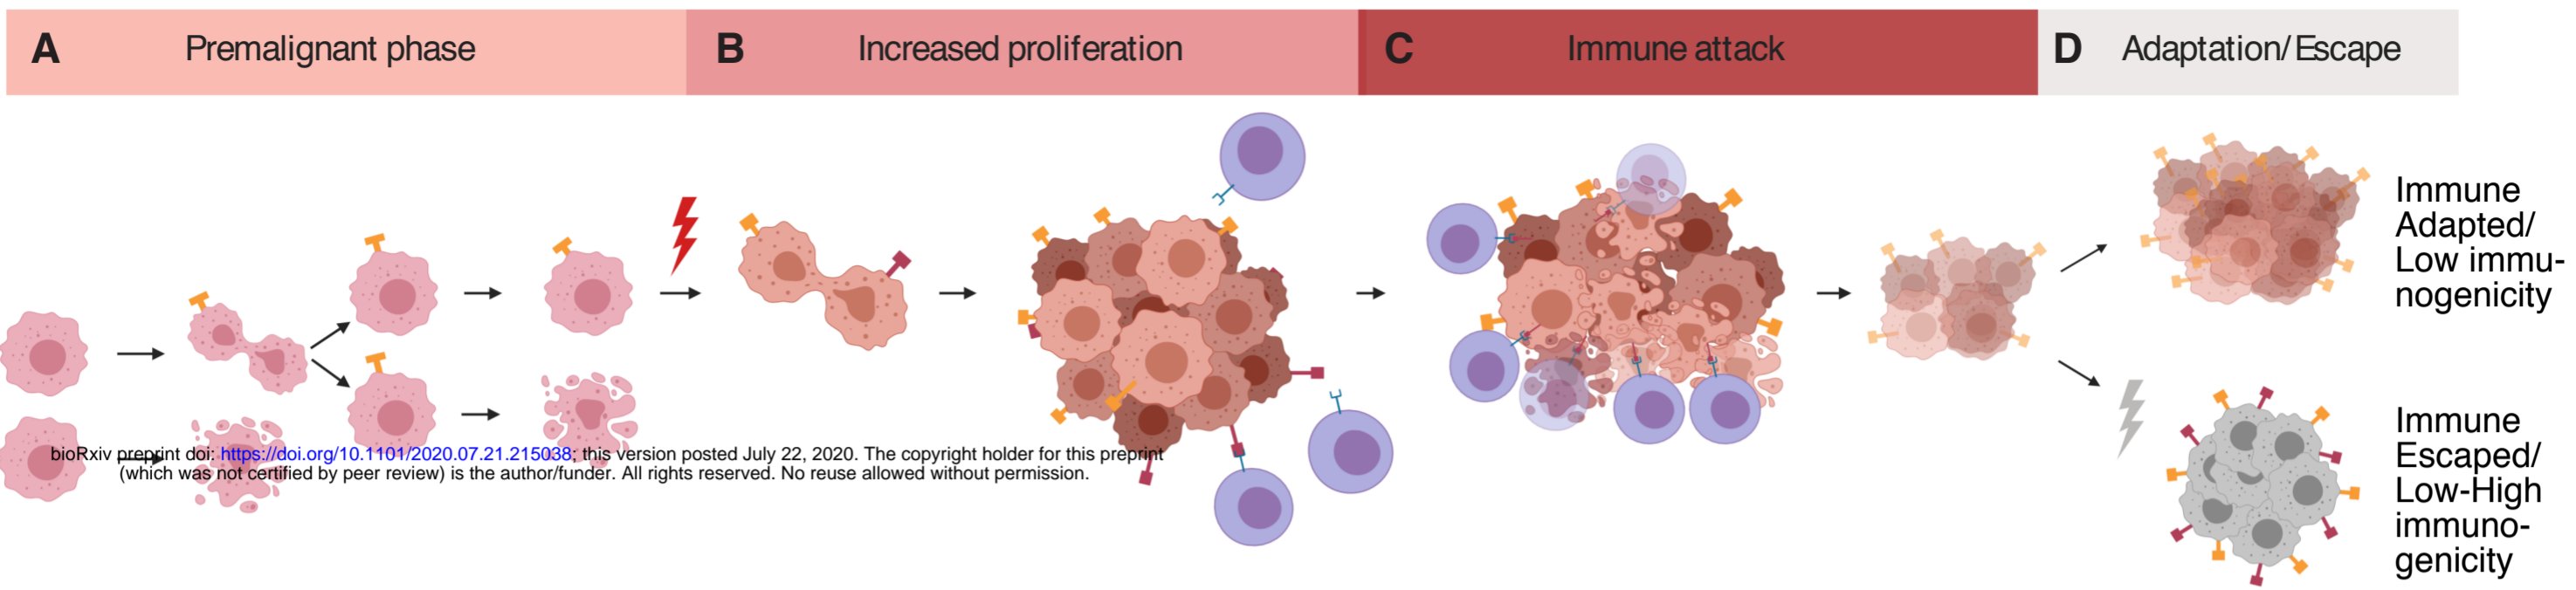 A Premalignant phase
B Increased proliferation
C Immune attack
D Adaptation/Escape
Immune
Adapted/
Low immu-
nogenicity
Immune
Escaped/
Low-High
immuno-
genicity
bioRxiv preprint doi: https://doi.org/10.1101/2020.07.21.215038; this version posted July 22, 2020. The copyright holder for this preprint
(which was not certified by peer review) is the author/funder. All rights reserved. No reuse allowed without permission.